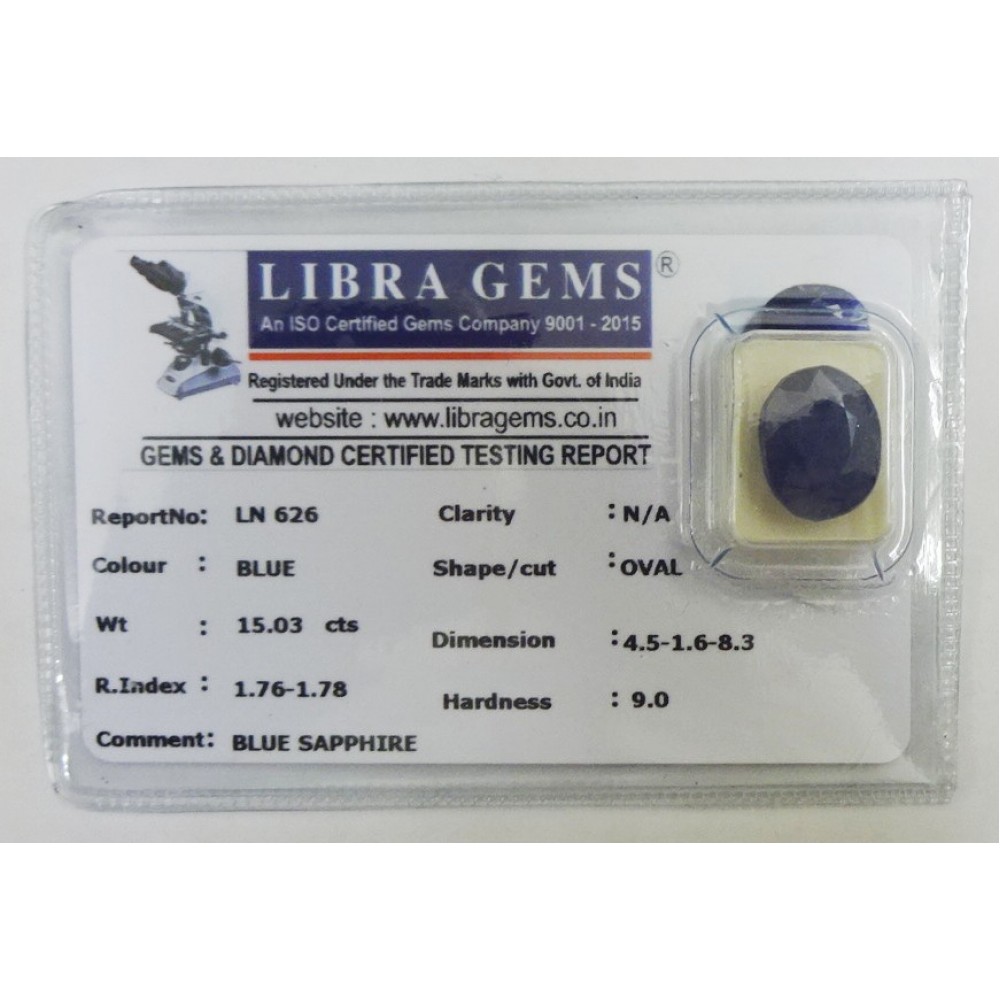 LIBRA GEMS ®
An ISO Certified Gems Company 9001 - 2015
Registered Under the Trade Marks with Govt. of India
website : www.libragems.co.in
GEMS & DIAMOND CERTIFIED TESTING REPORT
ReportNo: LN 626 Clarity : N/A
Colour : BLUE Shape/cut : OVAL
Wt : 15.03 cts Dimension : 4.5-1.6-8.3
R.Index : 1.76-1.78 Hardness : 9.0
Comment: BLUE SAPPHIRE